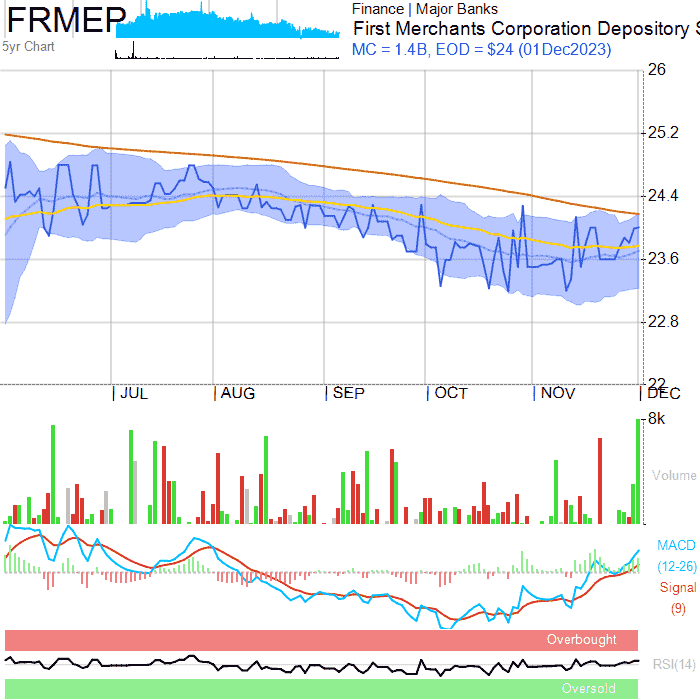 FRMEP
5yr Chart
Finance | Major Banks
First Merchants Corporation Depository S
MC = 1.4B, EOD = $24 (01Dec2023)
26
25.2
24.4
23.6
22.8
22
JUL AUG SEP OCT NOV DEC
8k
Volume
MACD
(12-26)
Signal
(9)
Overbought
RSI(14)
Oversold